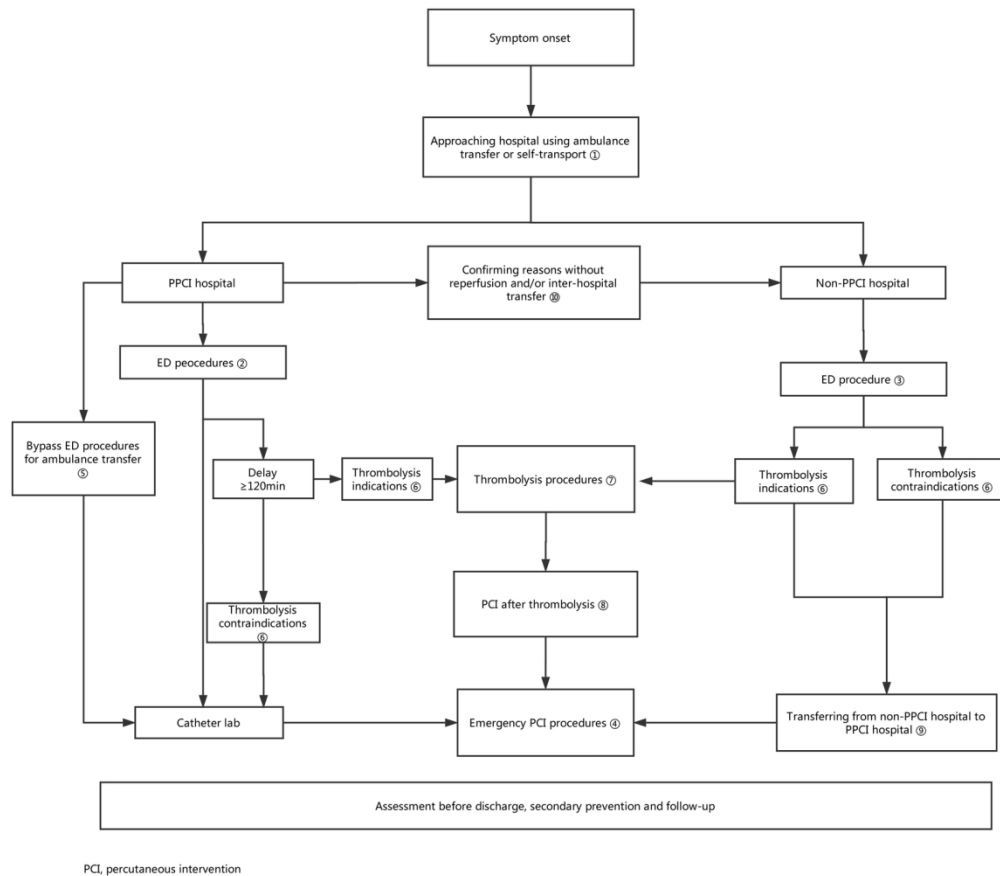 Symptom onset
Approaching hospital using ambulance
transfer or self-transport ①
PPCI hospital
Confirming reasons without
reperfusion and/or inter-hospital
transfer ⑩
Non-PPCI hospital
ED peocedures ②
ED procedure ③
Bypass ED procedures
for ambulance transfer
⑤
Delay
≥120min
Thrombolysis
indications ⑥
Thrombolysis procedures ⑦
Thrombolysis
indications ⑥
Thrombolysis
contraindications ⑥
PCI after thrombolysis ⑧
Thrombolysis
contraindications
⑥
Catheter lab
Emergency PCI procedures ④
Transferring from non-PPCI hospital to
PPCI hospital ⑨
Assessment before discharge, secondary prevention and follow-up
PCI, percutaneous intervention